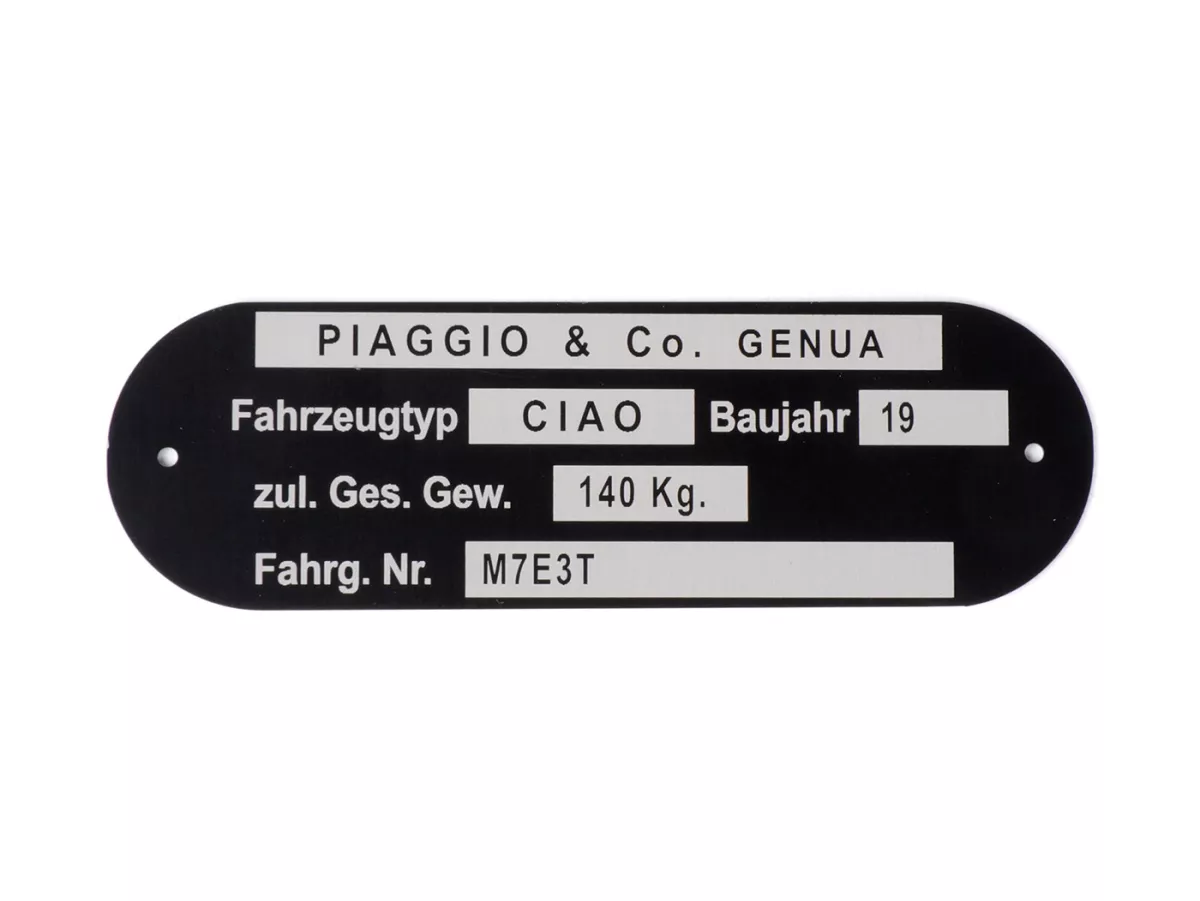 PIAGGIO & Co. GENUA
Fahrzeugtyp CIAO Baujahr 19
zul. Ges. Gew. 140 Kg.
Fahrg. Nr. M7E3T